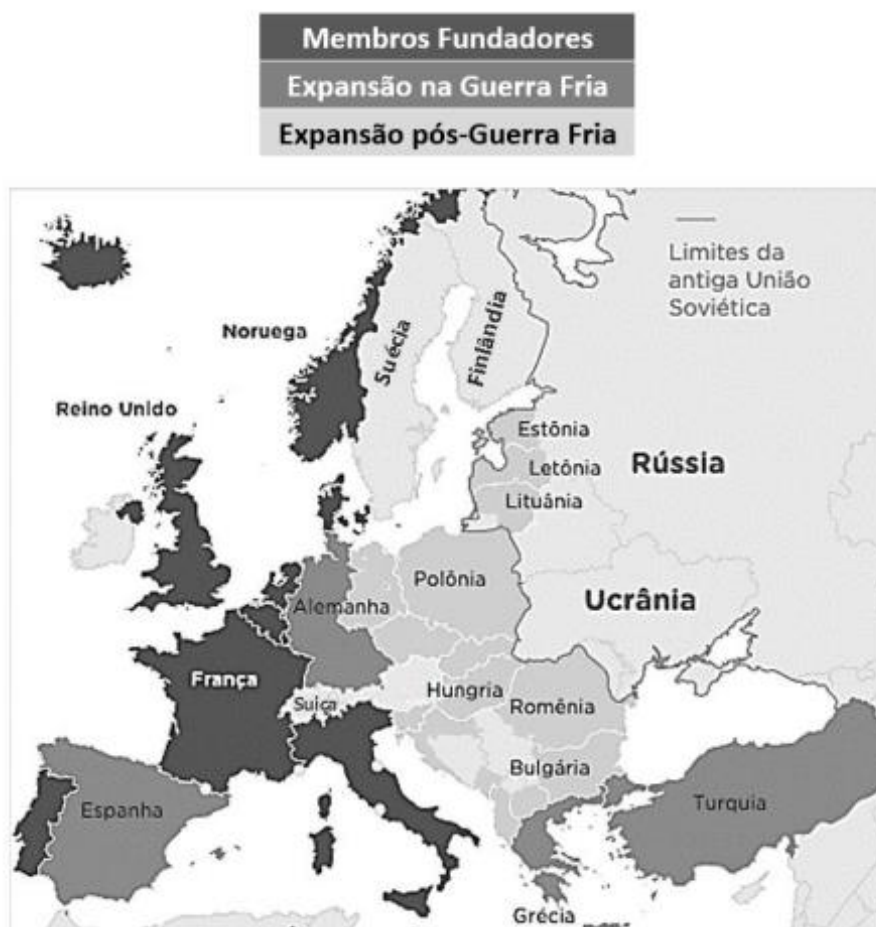 Membros Fundadores
Expansão na Guerra Fria
Expansão pós-Guerra Fria
Limites da
antiga União
Soviética
Noruega
Suécia
Finlândia
Reino Unido
Estônia
Letônia
Rússia
Lituânia
Polônia
Ucrânia
Alemanha
França
Suiça
Hungria
Romênia
Bulgária
Espanha
Turquia
Grécia